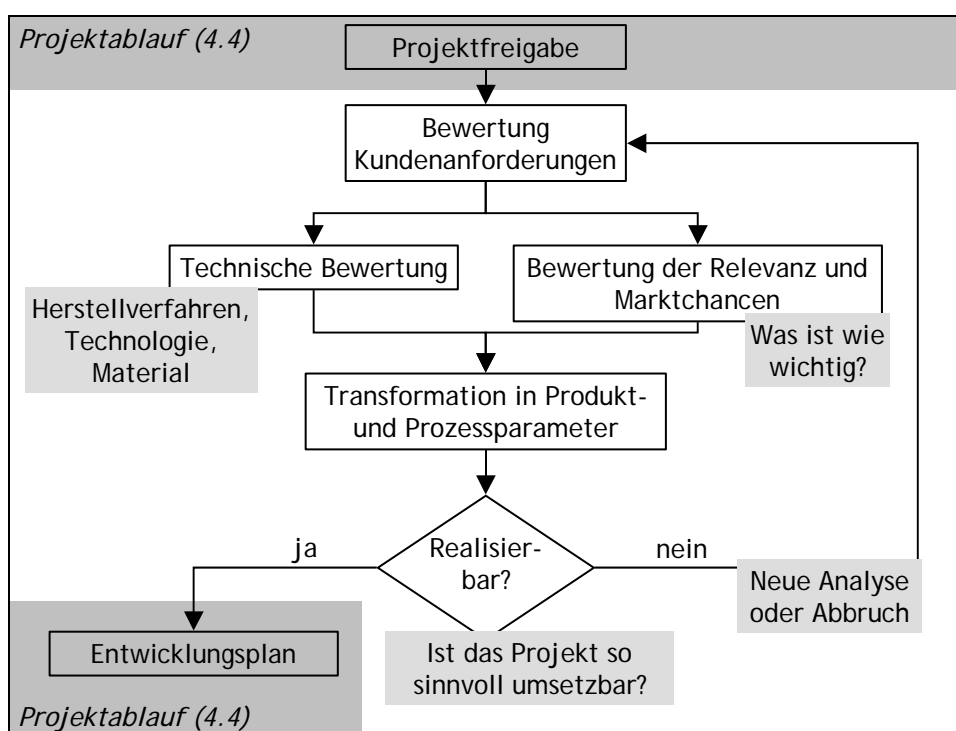 Projektablauf (4.4)
Projektfreigabe
Bewertung
Kundenanforderungen
Technische Bewertung
Bewertung der Relevanz und
Marktchancen
Herstellverfahren,
Technologie,
Material
Was ist wie
wichtig?
Transformation in Produkt-
und Prozessparameter
ja
Realisier-
bar?
nein
Neue Analyse
oder Abbruch
Entwicklungsplan
Ist das Projekt so
sinnvoll umsetzbar?
Projektablauf (4.4)